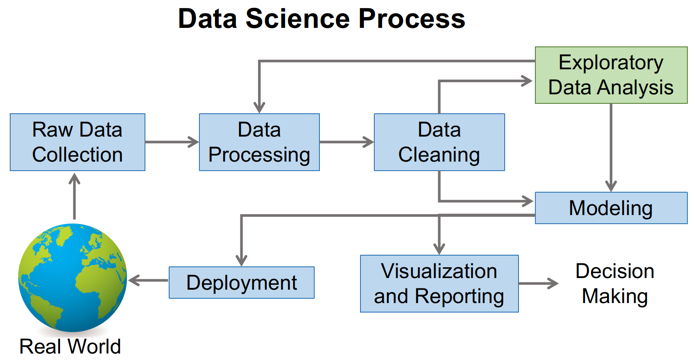 Data Science Process
Exploratory
Data Analysis
Raw Data
Collection
Data
Processing
Data
Cleaning
Modeling
Deployment
Visualization
and Reporting
Decision
Making
Real World